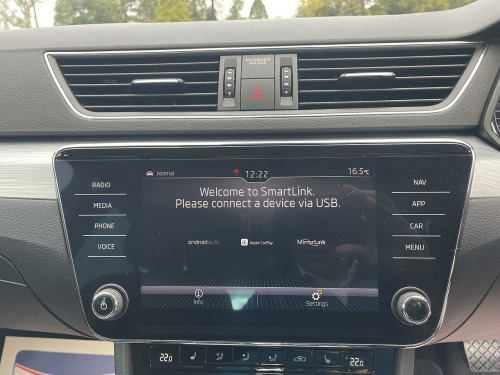 PASSENGER
Normal 12:22 16.5°C
Welcome to SmartLink.
Please connect a device via USB.
androidauto Apple CarPlay MirrorLink
Info Settings
RADIO
MEDIA
PHONE
VOICE
NAV
APP
CAR
MENU
22.0 22.0